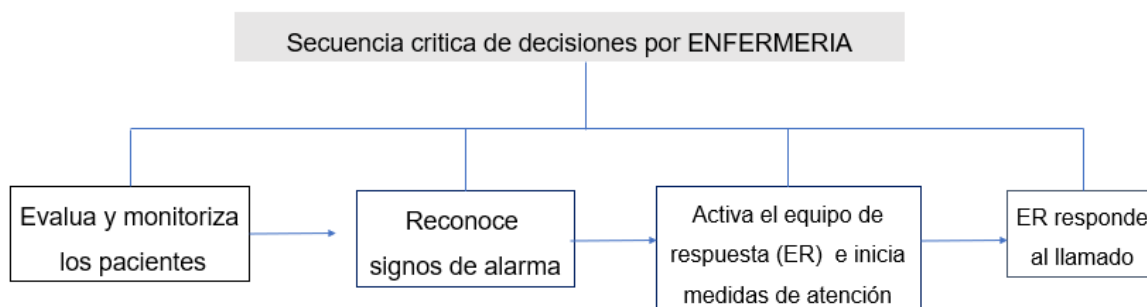 Secuencia critica de decisiones por ENFERMERIA
Evalua y monitoriza
los pacientes
Reconoce
signos de alarma
Activa el equipo de
respuesta (ER) e inicia
medidas de atención
ER responde
al llamado